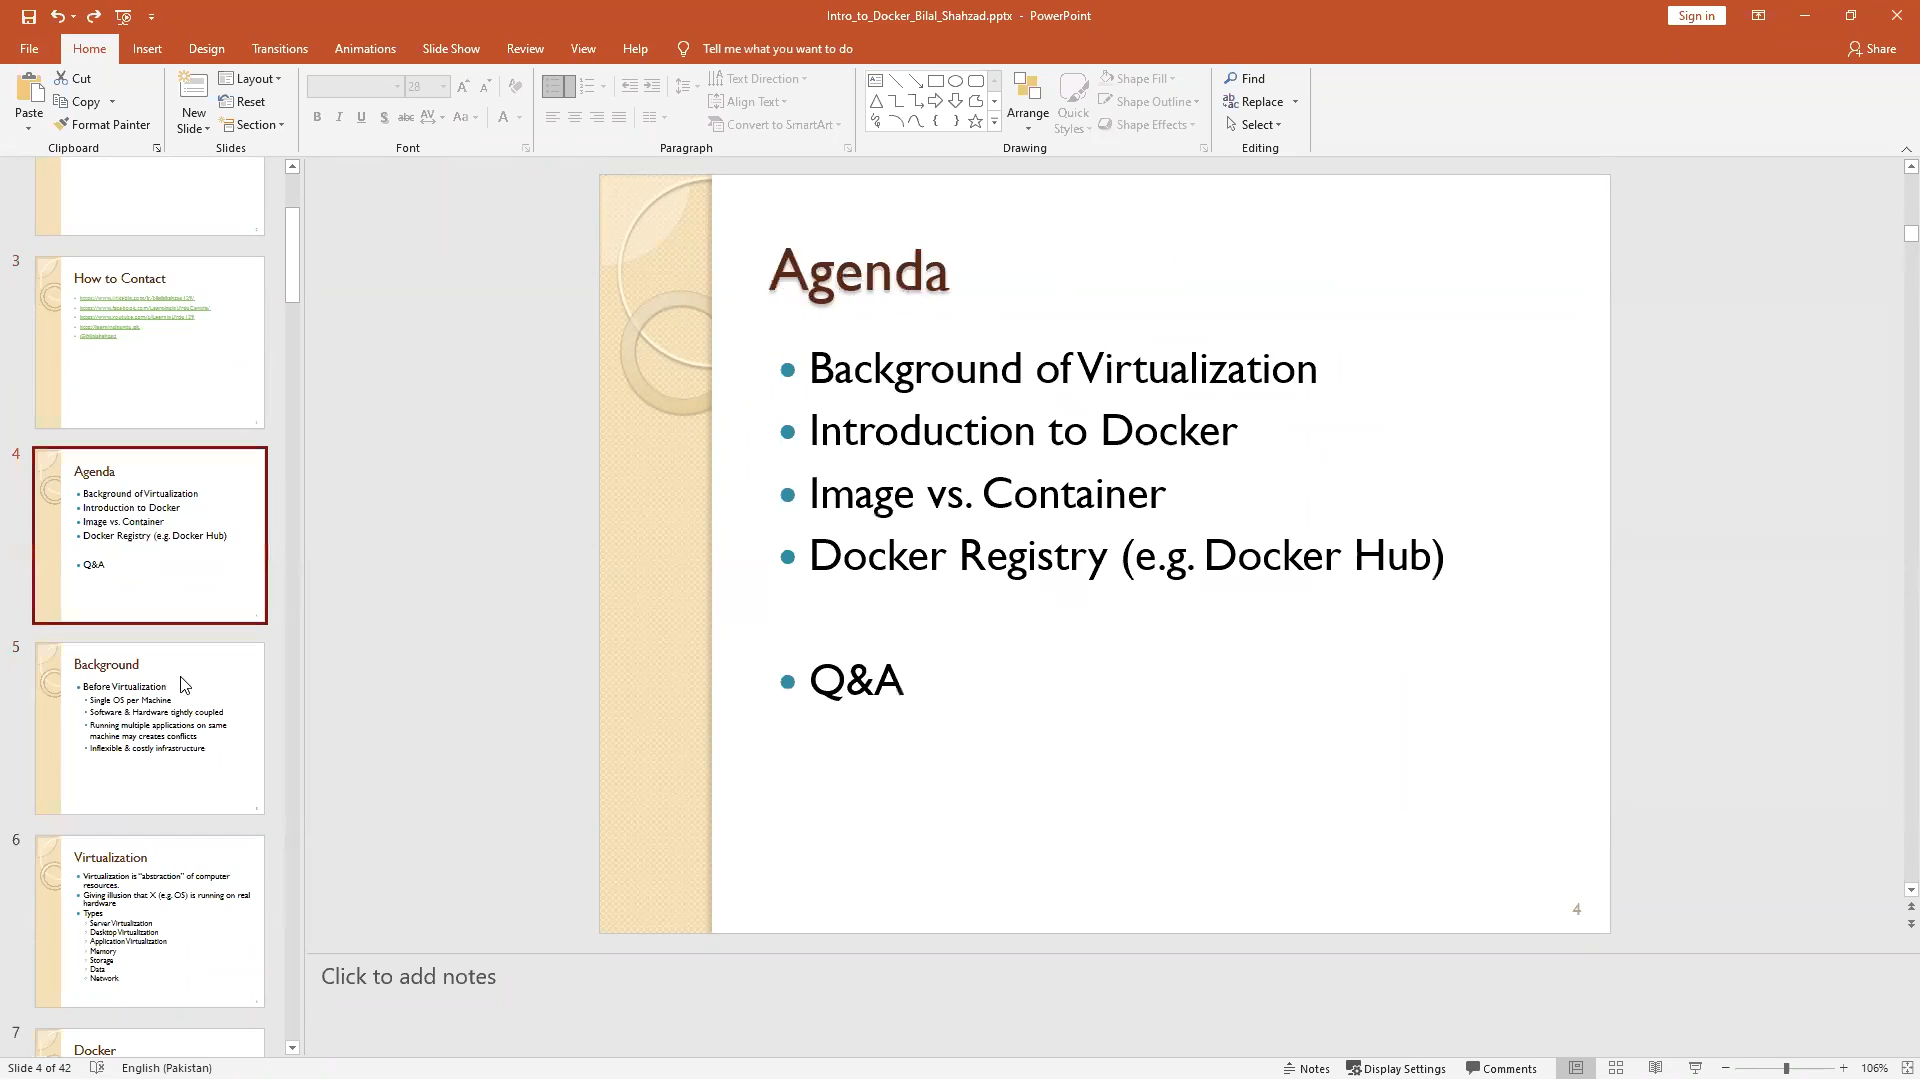 Intro_to_Docker_Bilal_Shahzad.pptx - PowerPoint
Sign in
File Home Insert Design Transitions Animations Slide Show Review View Help Tell me what you want to do
Share
Paste
Cut
Copy
Format Painter
Clipboard
New Slide
Layout
Reset
Section
Slides
28
B I U S abc AV Aa A
Font
Text Direction
Align Text
Convert to SmartArt
Paragraph
Arrange
Quick Styles
Shape Fill
Shape Outline
Shape Effects
Drawing
Find
Replace
Select
Editing
3
How to Contact
4
Agenda
• Background of Virtualization
• Introduction to Docker
• Image vs. Container
• Docker Registry (e.g. Docker Hub)
• Q&A
5
Background
• Before Virtualization
Single OS per Machine
Software & Hardware tightly coupled
Running multiple applications on same
machine may creates conflicts
Inflexible & costly infrastructure
6
Virtualization
• Virtualization is "abstraction" of computer
resources.
• Giving illusion that X (e.g. OS) is running on real
hardware
• Types
Server Virtualization
Desktop Virtualization
Application Virtualization
Memory
Storage
Data
Network
7
Docker
Agenda
• Background of Virtualization
• Introduction to Docker
• Image vs. Container
• Docker Registry (e.g. Docker Hub)
• Q&A
4
Click to add notes
Slide 4 of 42
English (Pakistan)
Notes
Display Settings
Comments
106%